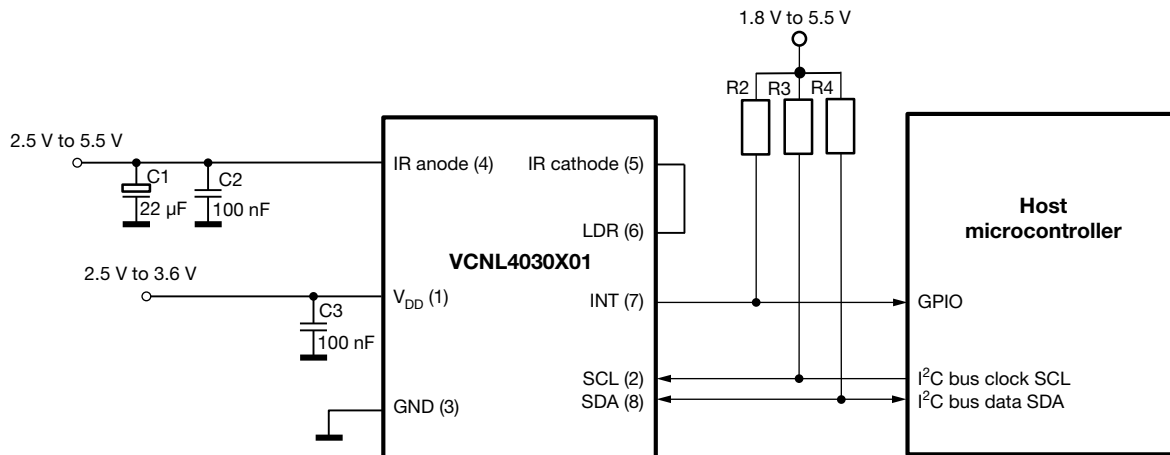 1.8 V to 5.5 V
R2 R3 R4
2.5 V to 5.5 V
C1
22 µF
C2
100 nF
IR anode (4)
IR cathode (5)
LDR (6)
VCNL4030X01
Host
microcontroller
2.5 V to 3.6 V
C3
100 nF
V_DD (1)
INT (7)
GPIO
SCL (2)
I²C bus clock SCL
SDA (8)
I²C bus data SDA
GND (3)